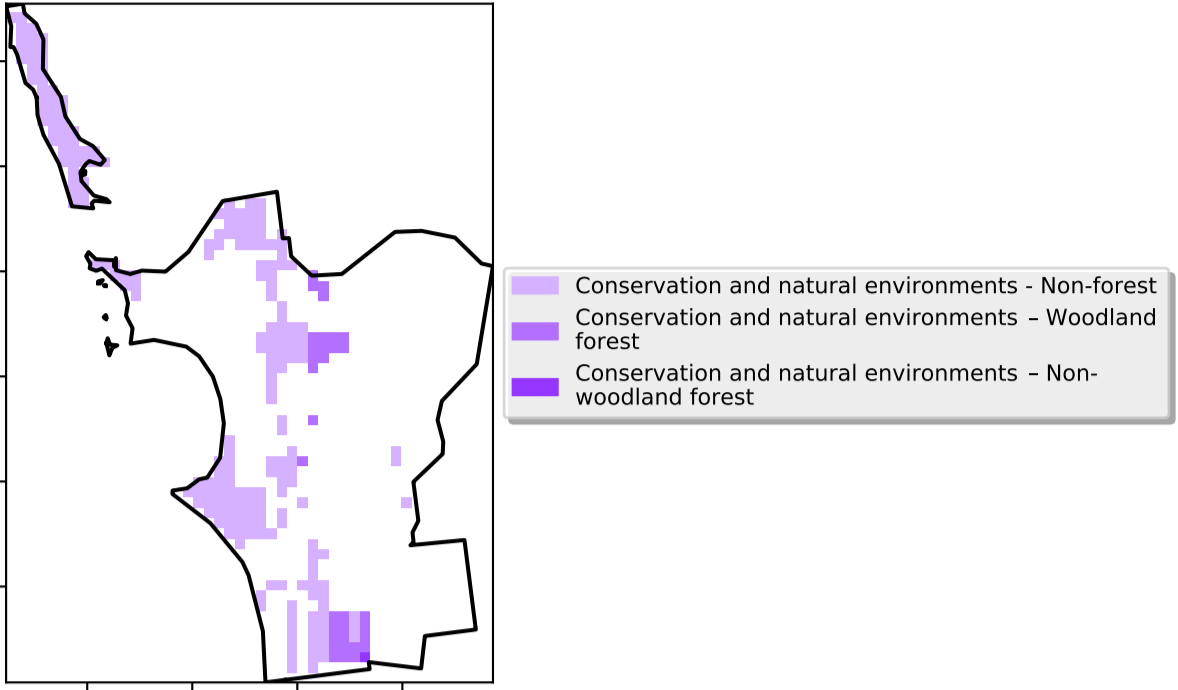 Conservation and natural environments - Non-forest
Conservation and natural environments – Woodland
forest
Conservation and natural environments – Non-
woodland forest